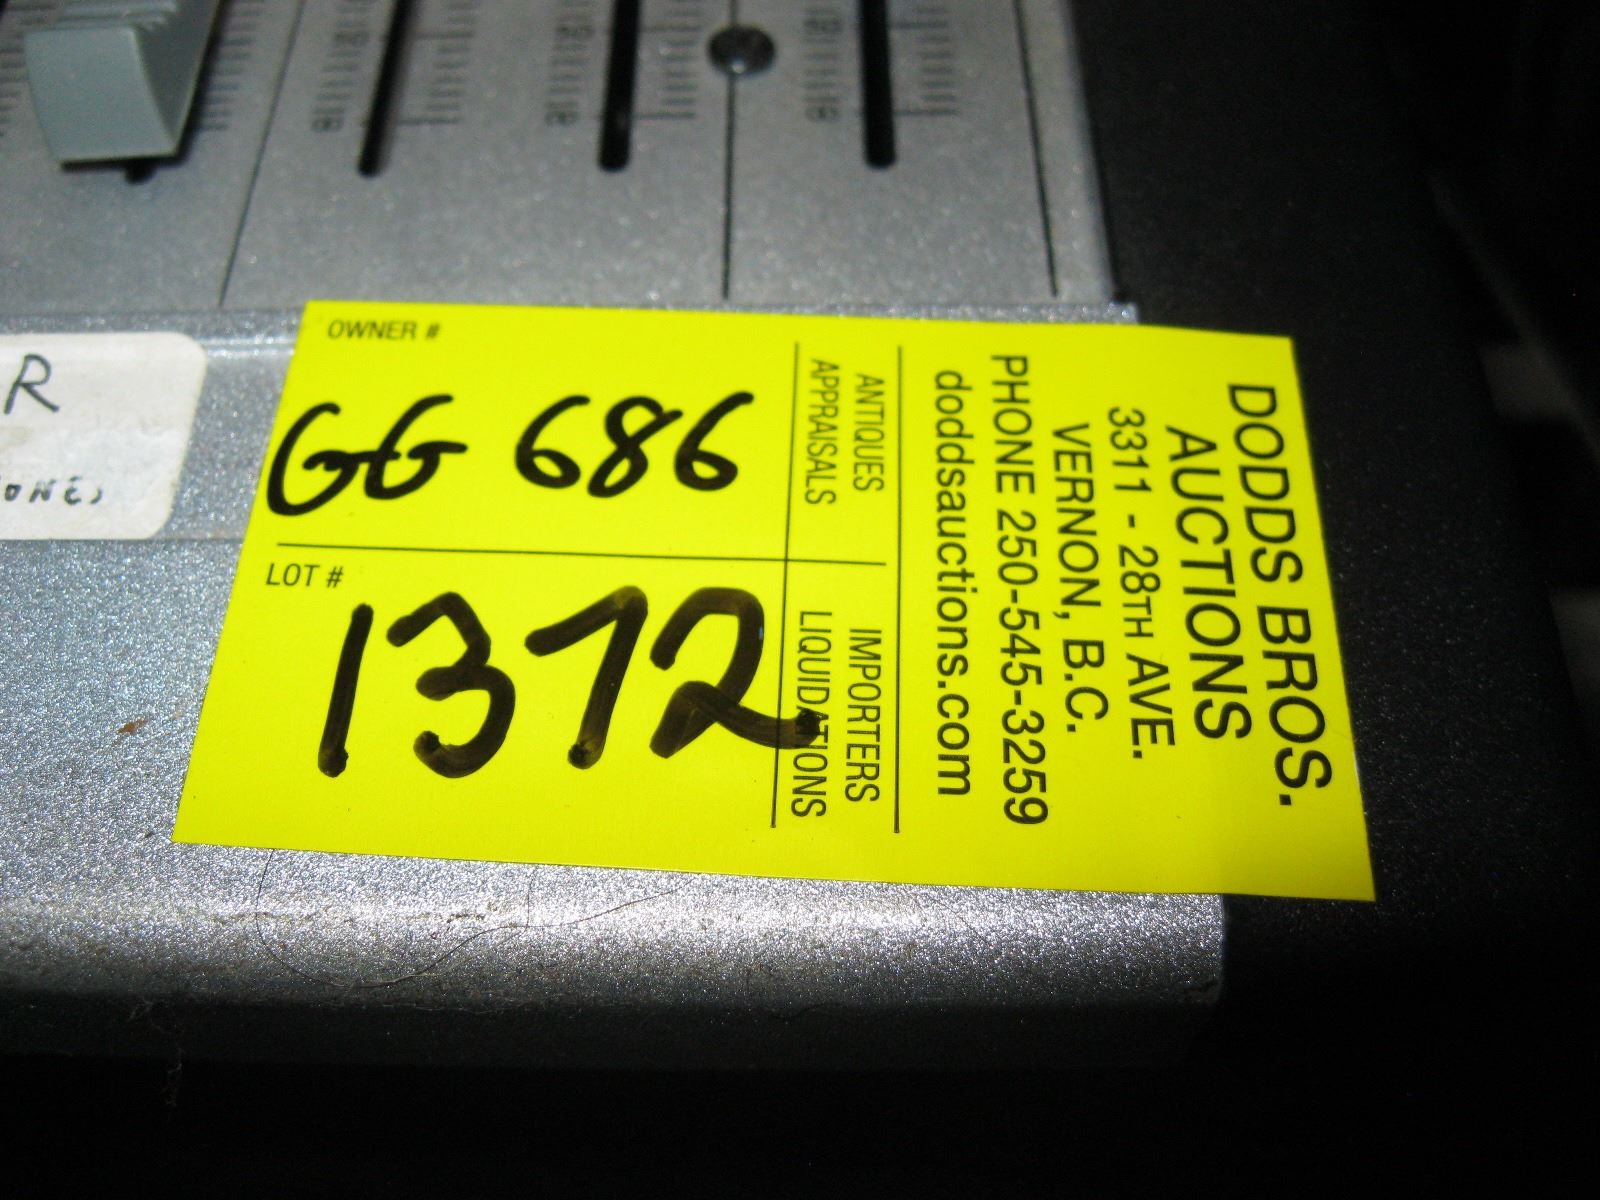 OWNER #
GG 686
LOT #
1372
DODDS BROS.
AUCTIONS
3311 - 28TH AVE.
VERNON, B.C.
PHONE 250-545-3259
doddsauctions.com
ANTIQUES
APPRAISALS
IMPORTERS
LIQUIDATIONS
R